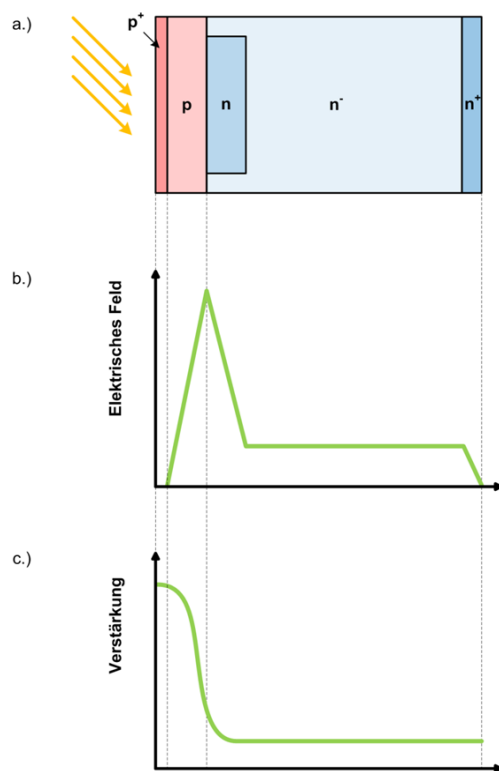 a.)
p⁺
p
n
n⁻
n⁺
b.)
Elektrisches Feld
c.)
Verstärkung